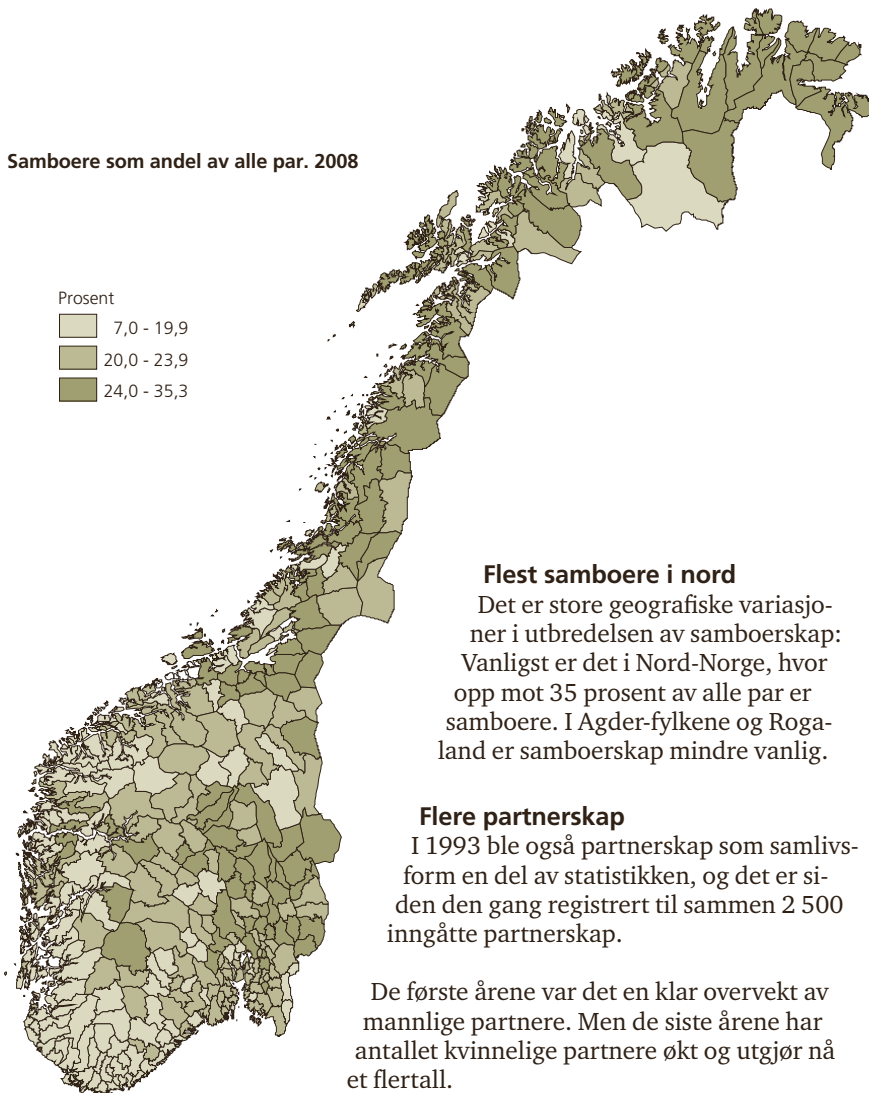 Samboere som andel av alle par. 2008
Prosent
7,0 - 19,9
20,0 - 23,9
24,0 - 35,3
Flest samboere i nord
Det er store geografiske variasjo-
ner i utbredelsen av samboerskap:
Vanligst er det i Nord-Norge, hvor
opp mot 35 prosent av alle par er
samboere. I Agder-fylkene og Roga-
land er samboerskap mindre vanlig.
Flere partnerskap
I 1993 ble også partnerskap som samlivs-
form en del av statistikken, og det er si-
den den gang registrert til sammen 2 500
inngåtte partnerskap.
De første årene var det en klar overvekt av
mannlige partnere. Men de siste årene har
antallet kvinnelige partnere økt og utgjør nå
et flertall.